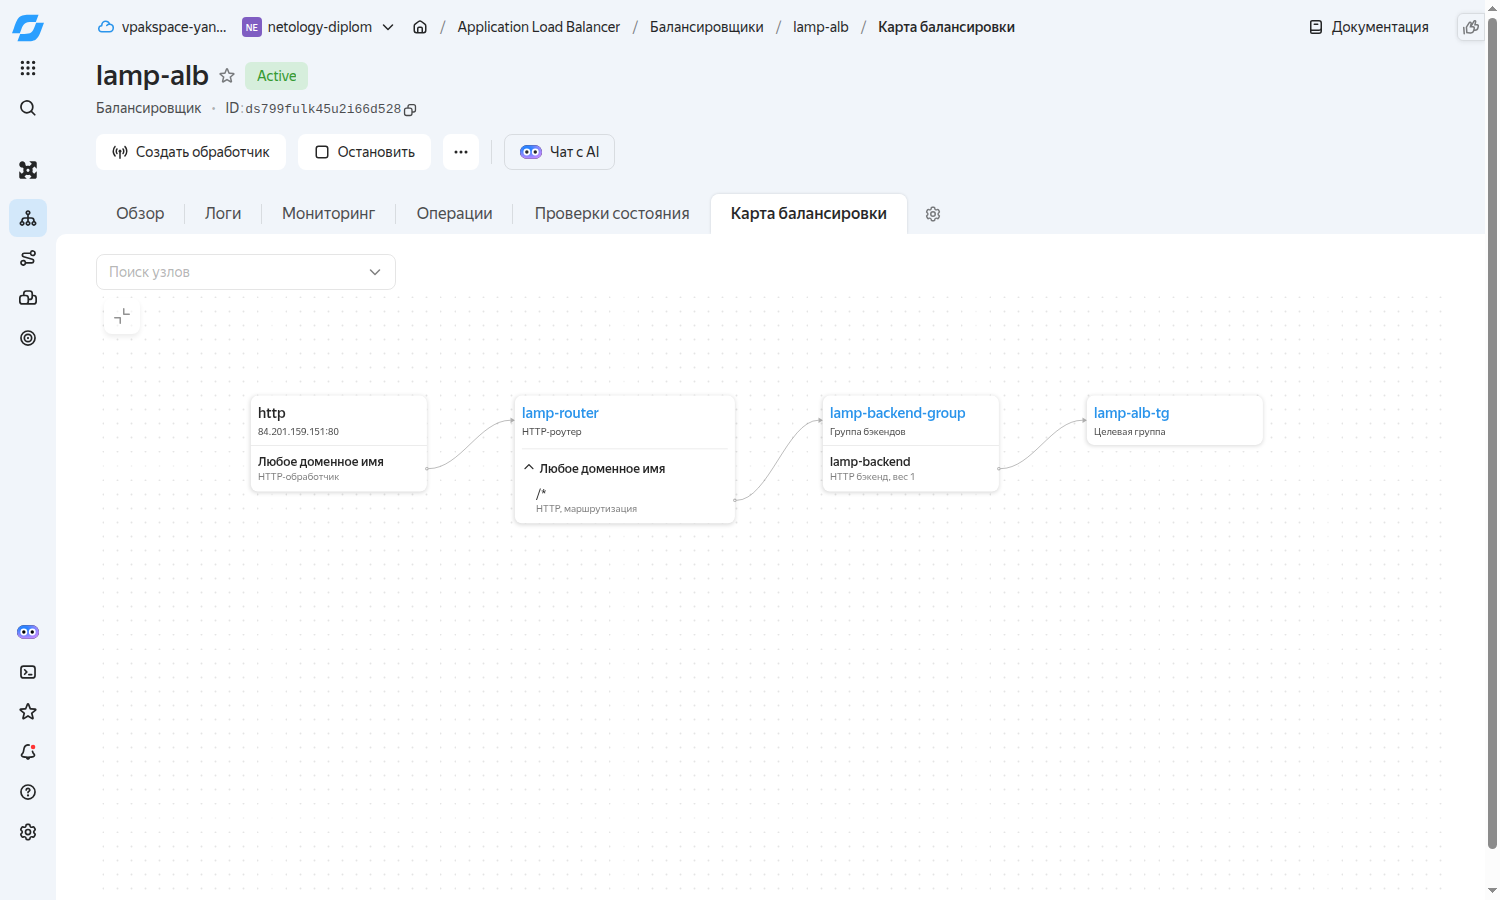 vpakspace-yan...
NE netology-diplom / Application Load Balancer / Балансировщики / lamp-alb / Карта балансировки
Документация
lamp-alb Active
Балансировщик · ID: ds799fulk45u2i66d528
Создать обработчик
Остановить
Чат с AI
Обзор
Логи
Мониторинг
Операции
Проверки состояния
Карта балансировки
Поиск узлов
http
84.201.159.151:80
Любое доменное имя
HTTP-обработчик
lamp-router
HTTP-роутер
Любое доменное имя
/*
HTTP, маршрутизация
lamp-backend-group
Группа бэкендов
lamp-backend
HTTP бэкенд, вес 1
lamp-alb-tg
Целевая группа